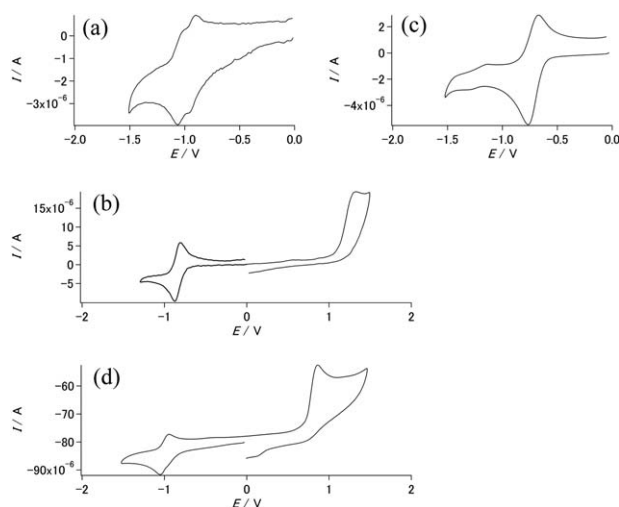 (a)
0
-1
-2
-3x10⁻⁶
I / A
-2.0
-1.5
-1.0
-0.5
0.0
E / V
(c)
2
0
-2
-4x10⁻⁶
I / A
-2.0
-1.5
-1.0
-0.5
0.0
E / V
(b)
15x10⁻⁶
10
5
0
-5
I / A
-2
-1
0
1
2
E / V
(d)
-60
-70
-80
-90x10⁻⁶
I / A
-2
-1
0
1
2
E / V